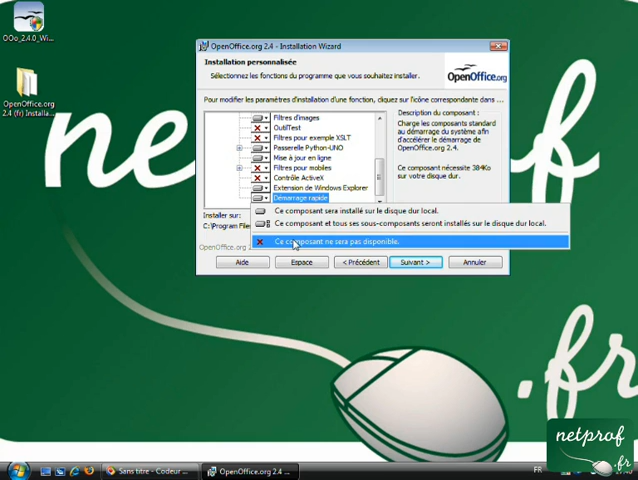 OOo_2.4.0_Wi...
OpenOffice.org
2.4 (fr) Installa...
net
.fr
OpenOffice.org 2.4 - Installation Wizard
Installation personnalisée
Sélectionnez les fonctions du programme que vous souhaitez installer.
OpenOffice.org
Pour modifier les paramètres d'installation d'une fonction, cliquez sur l'icône correspondante dans ...
Filtres d'images
OutilTest
Filtres pour exemple XSLT
Passerelle Python-UNO
Mise à jour en ligne
Filtres pour mobiles
Contrôle ActiveX
Extension de Windows Explorer
Démarrage rapide
Description du composant :
Charge les composants standard
au démarrage du système afin
d'accélérer le démarrage de
OpenOffice.org 2.4.
Ce composant nécessite 384Ko
sur votre disque dur.
Installer sur:
C:\Program Files
OpenOffice.org 2
Ce composant sera installé sur le disque dur local.
Ce composant et tous ses sous-composants seront installés sur le disque dur local.
Ce composant ne sera pas disponible.
Aide
Espace
< Précédent
Suivant >
Annuler
netprof
.fr
Sans titre - Codeur ...
OpenOffice.org 2.4 ...
FR